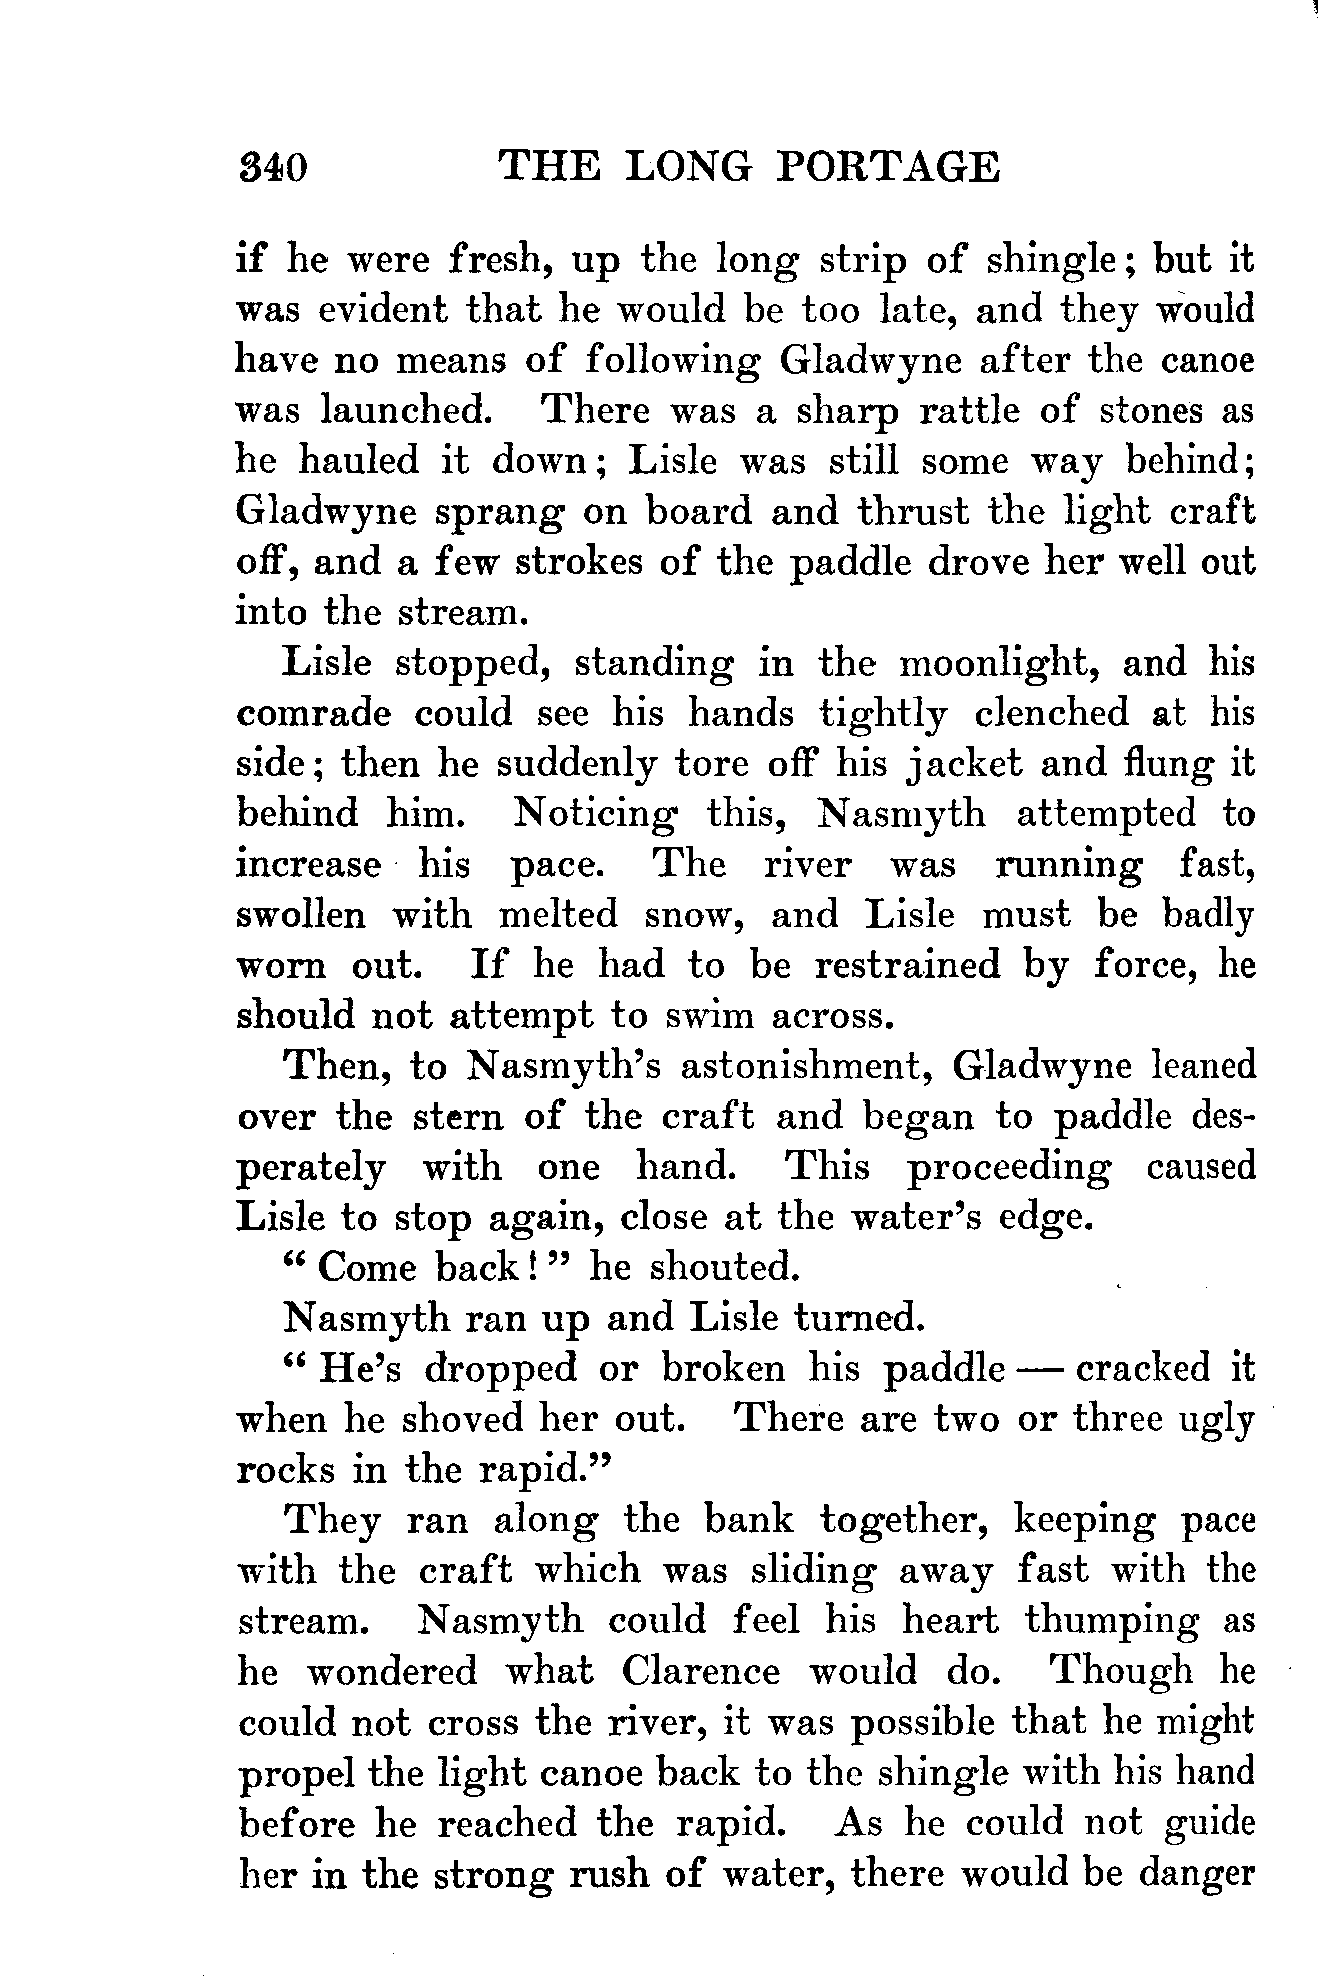 340 THE LONG PORTAGE
if he were fresh, up the long strip of shingle; but it
was evident that he would be too late, and they would
have no means of following Gladwyne after the canoe
was launched. There was a sharp rattle of stones as
he hauled it down; Lisle was still some way behind;
Gladwyne sprang on board and thrust the light craft
off, and a few strokes of the paddle drove her well out
into the stream.
Lisle stopped, standing in the moonlight, and his
comrade could see his hands tightly clenched at his
side; then he suddenly tore off his jacket and flung it
behind him. Noticing this, Nasmyth attempted to
increase his pace. The river was running fast,
swollen with melted snow, and Lisle must be badly
worn out. If he had to be restrained by force, he
should not attempt to swim across.
Then, to Nasmyth's astonishment, Gladwyne leaned
over the stern of the craft and began to paddle des-
perately with one hand. This proceeding caused
Lisle to stop again, close at the water's edge.
“ Come back! ” he shouted.
Nasmyth ran up and Lisle turned.
“ He's dropped or broken his paddle — cracked it
when he shoved her out. There are two or three ugly
rocks in the rapid.”
They ran along the bank together, keeping pace
with the craft which was sliding away fast with the
stream. Nasmyth could feel his heart thumping as
he wondered what Clarence would do. Though he
could not cross the river, it was possible that he might
propel the light canoe back to the shingle with his hand
before he reached the rapid. As he could not guide
her in the strong rush of water, there would be danger